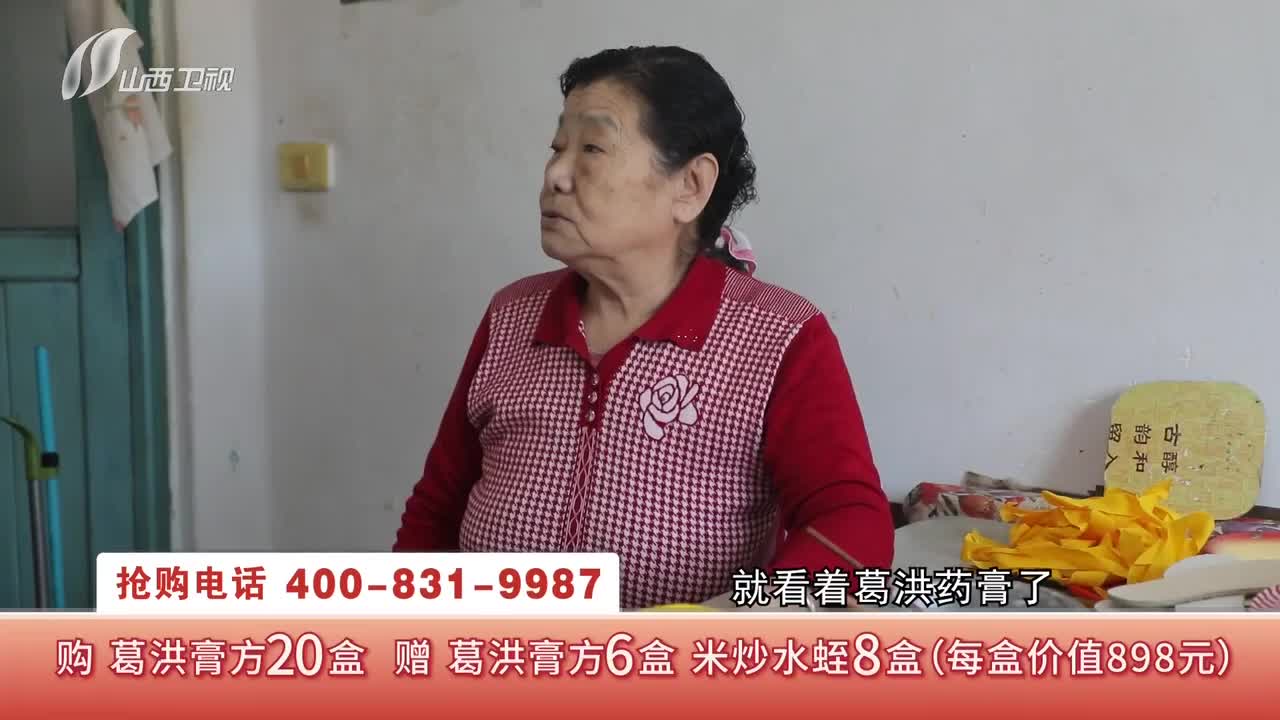 山西卫视
古韵留人
醇和
就看着葛洪药膏了
抢购电话 400-831-9987
购 葛洪膏方20盒 赠 葛洪膏方6盒 米炒水蛭8盒(每盒价值898元)